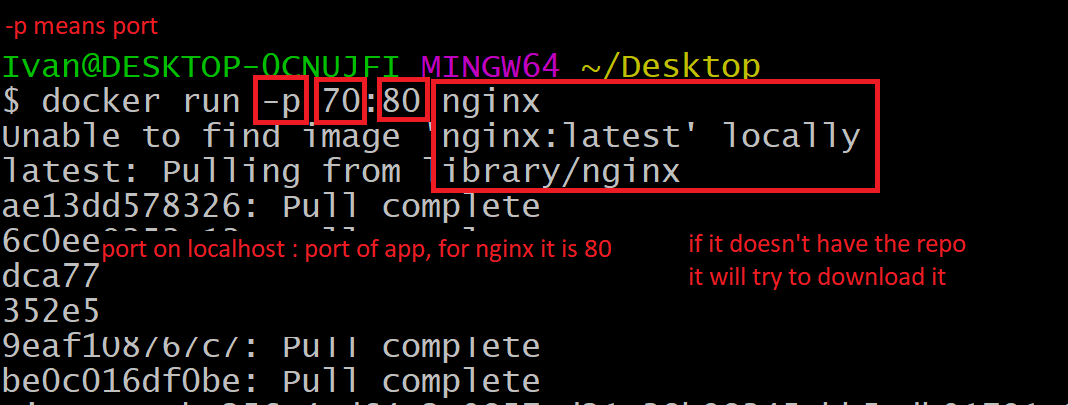 -p means port
Ivan@DESKTOP-OCNUJFI MINGW64 ~/Desktop
$ docker run -p 70:80 nginx
Unable to find image 'nginx:latest' locally
latest: Pulling from library/nginx
ae13dd578326: Pull complete
6c0ee
port on localhost : port of app, for nginx it is 80
if it doesn't have the repo
it will try to download it
dca77
352e5
9eaf108767c7: Pull complete
be0c016df0be: Pull complete